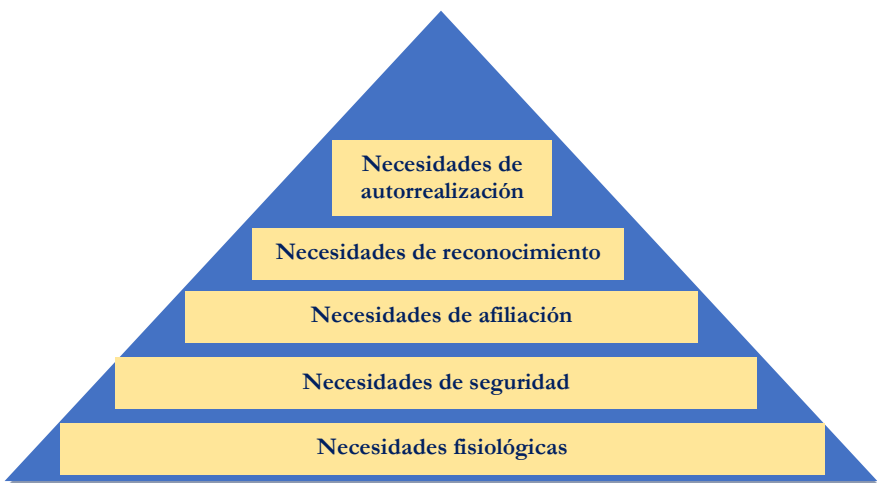 Necesidades de
autorrealización
Necesidades de reconocimiento
Necesidades de afiliación
Necesidades de seguridad
Necesidades fisiológicas